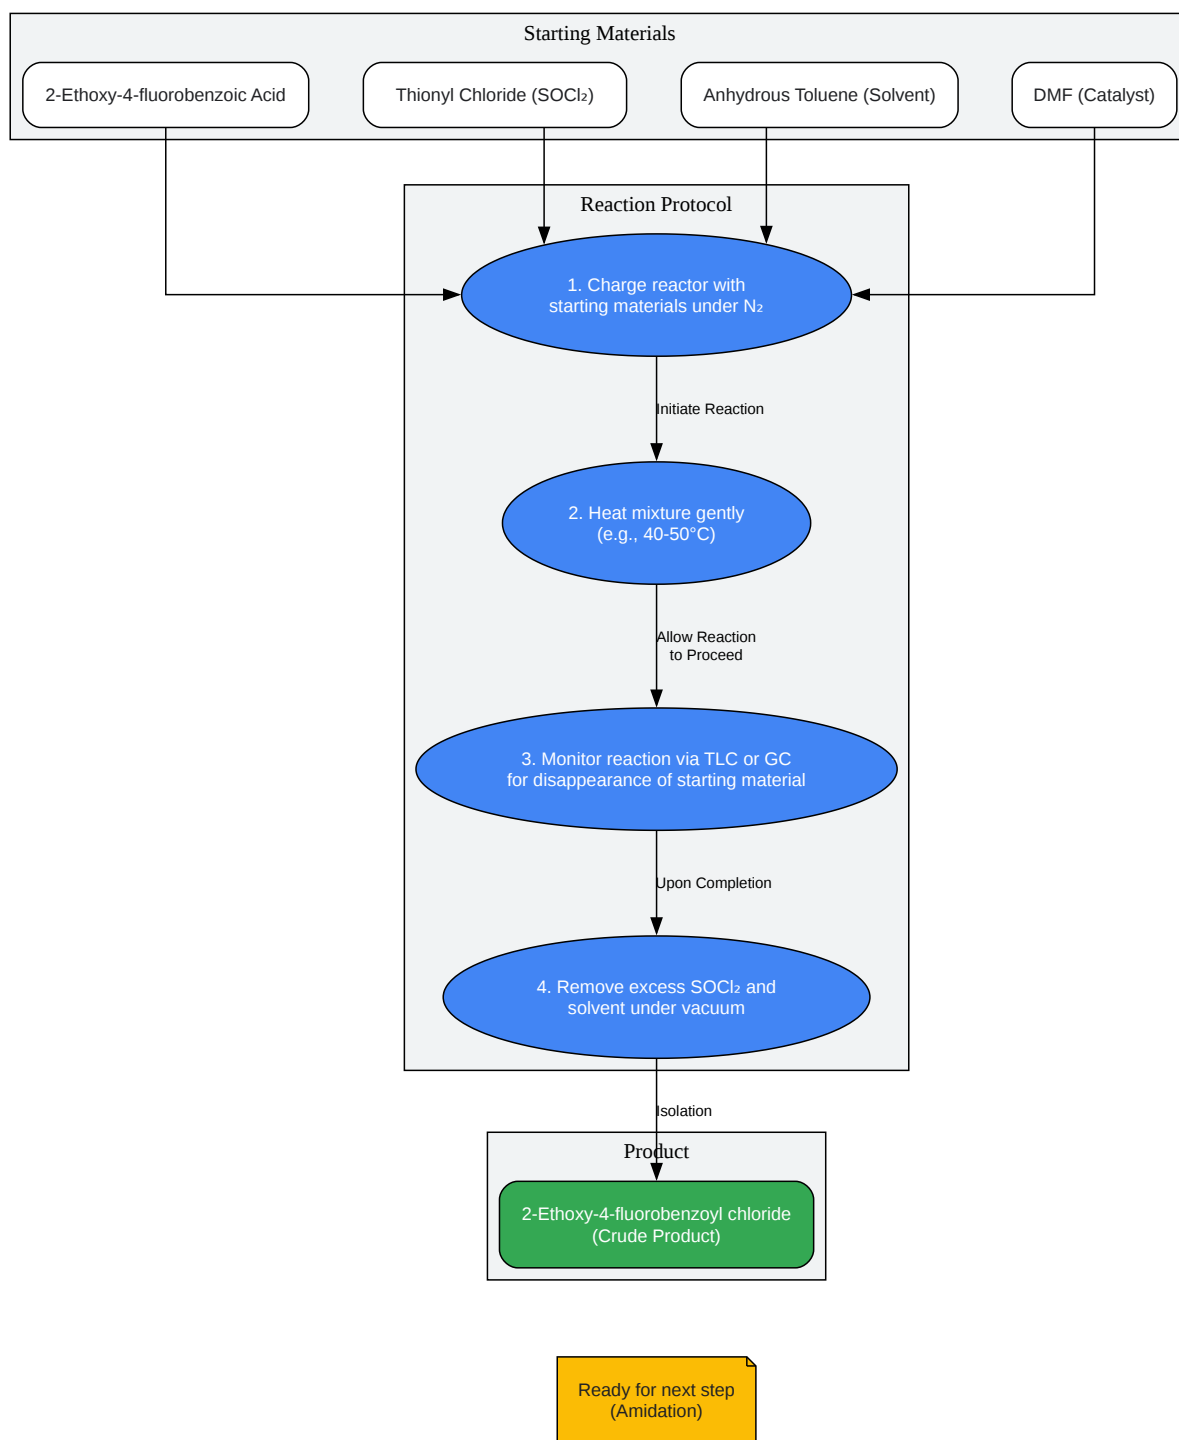 Starting Materials
2-Ethoxy-4-fluorobenzoic Acid
Thionyl Chloride (SOCl₂)
Anhydrous Toluene (Solvent)
DMF (Catalyst)
Reaction Protocol
1. Charge reactor with
starting materials under N₂
Initiate Reaction
2. Heat mixture gently
(e.g., 40-50°C)
Allow Reaction
to Proceed
3. Monitor reaction via TLC or GC
for disappearance of starting material
Upon Completion
4. Remove excess SOCl₂ and
solvent under vacuum
Isolation
Product
2-Ethoxy-4-fluorobenzoyl chloride
(Crude Product)
Ready for next step
(Amidation)